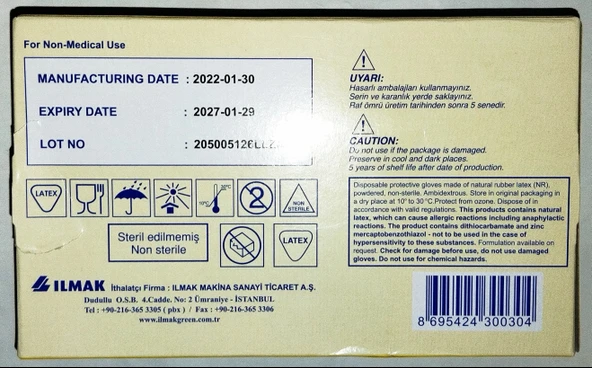 For Non-Medical Use
MANUFACTURING DATE : 2022-01-30
EXPIRY DATE : 2027-01-29
LOT NO :
LATEX
10°C 30°C
2
NON STERILE
Steril edilmemiş
Non sterile
LATEX
ILMAK İthalatçı Firma : ILMAK MAKİNA SANAYİ TİCARET A.Ş.
Dudullu O.S.B. 4.Cadde. No: 2 Ümraniye - İSTANBUL
Tel : +90-216-365 3305 ( pbx ) / Fax : +90-216-365 3306
www.ilmakgreen.com.tr
UYARI:
Hasarlı ambalajları kullanmayınız.
Serin ve karanlık yerde saklayınız.
Raf ömrü üretim tarihinden sonra 5 senedir.
CAUTION:
Do not use if the package is damaged.
Preserve in cool and dark places.
5 years of shelf life after date of production.
Disposable protective gloves made of natural rubber latex (NR),
powdered, non-sterile. Ambidextrous. Store in original packaging in
a dry place at 10° to 30 °C.Protect from ozone. Dispose of in
accordance with valid regulations. This products contains natural
latex, which can cause allergic reactions including anaphylactic
reactions. The product contains dithiocarbamate and zinc
mercaptobenzothiazol - not to be used in the case of
hypersensitivity to these substances. Formulation available on
request. Check for damage before use, do not use damaged
gloves. Do not use for chemical hazards.
8 695424 300304